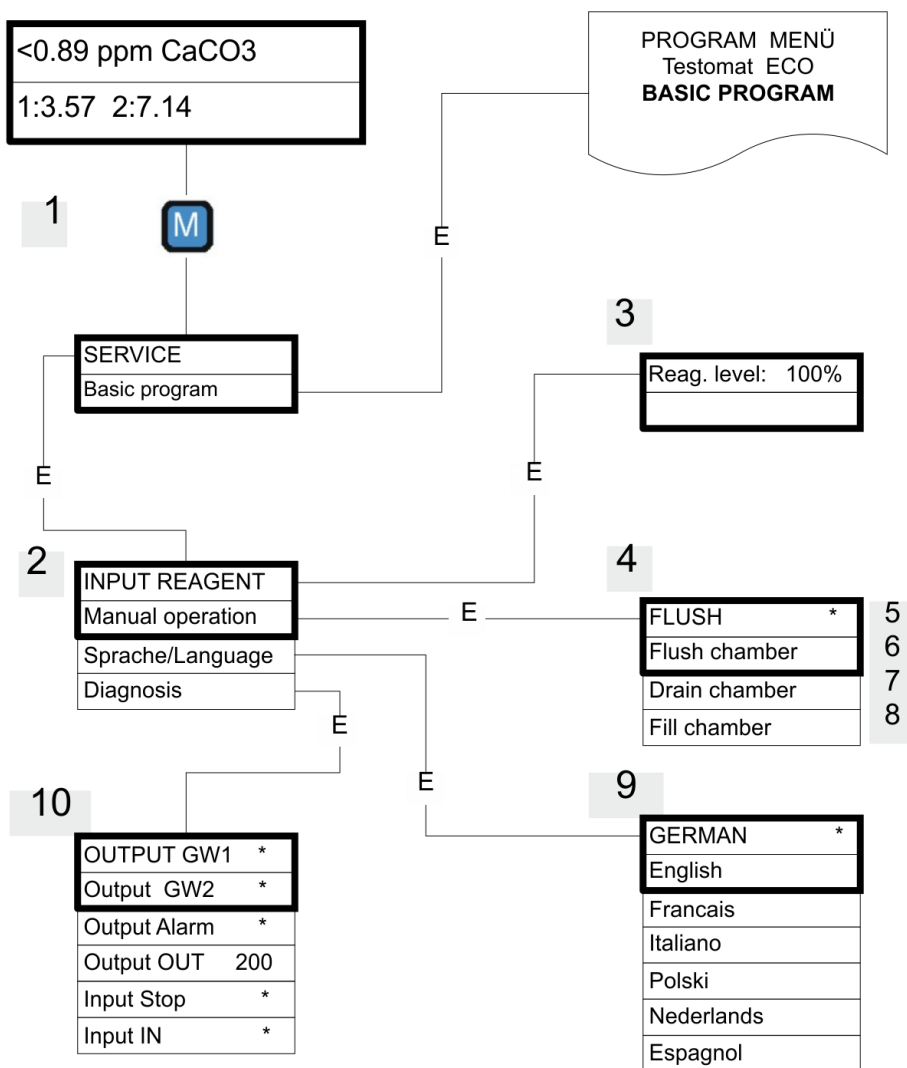 <0.89 ppm CaCO3
1:3.57 2:7.14
PROGRAM MENÜ
Testomat ECO
BASIC PROGRAM
1
M
E
SERVICE
Basic program
3
Reag. level: 100%
E
E
2
INPUT REAGENT
Manual operation
Sprache/Language
Diagnosis
E
4
FLUSH *
Flush chamber
Drain chamber
Fill chamber
5
6
7
8
E
E
10
OUTPUT GW1 *
Output GW2 *
Output Alarm *
Output OUT 200
Input Stop *
Input IN *
9
GERMAN *
English
Francais
Italiano
Polski
Nederlands
Espagnol